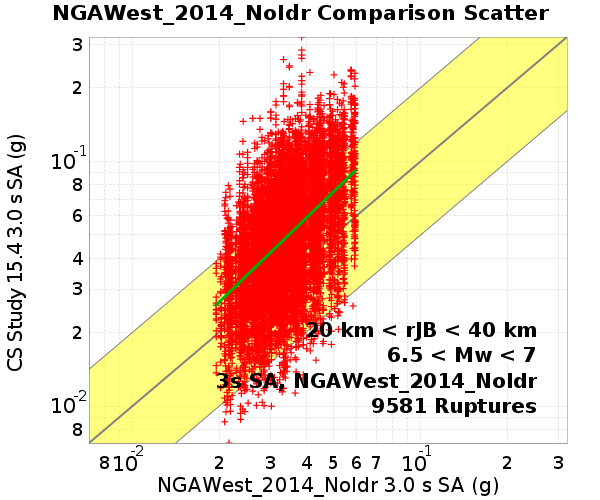 NGAWest_2014_NoIdr Comparison Scatter
CS Study 15.4 3.0 s SA (g)
3
2
10^-1
8
6
4
3
2
10^-2
8
20 km < rJB < 40 km
6.5 < Mw < 7
3s SA, NGAWest_2014_NoIdr
9581 Ruptures
8 10^-2 2 3 4 5 6 7 10^-1 2 3
NGAWest_2014_NoIdr 3.0 s SA (g)